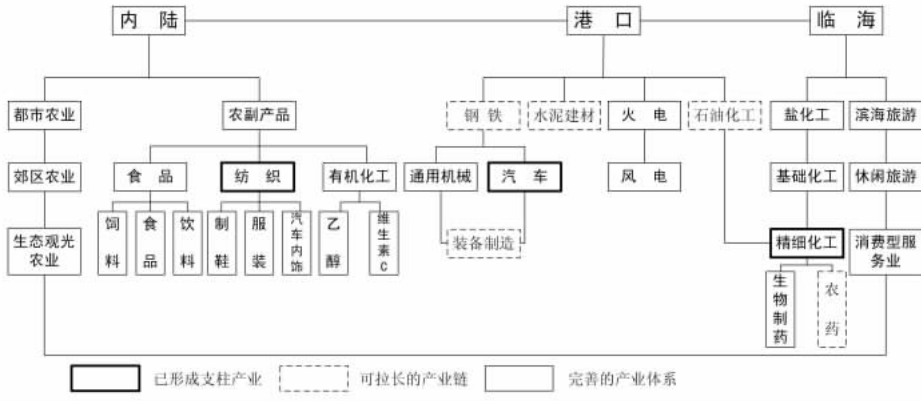 内 陆
港 口
临 海
都市农业
农副产品
钢 铁
水泥建材
火 电
石油化工
盐化工
滨海旅游
郊区农业
食 品
纺 织
有机化工
通用机械
汽 车
风 电
基础化工
休闲旅游
生态观光
农业
饲料
食品
饮料
制鞋
服装
汽车内饰
乙醇
维生素C
装备制造
精细化工
消费型服
务业
生物制药
农药
已形成支柱产业
可拉长的产业链
完善的产业体系